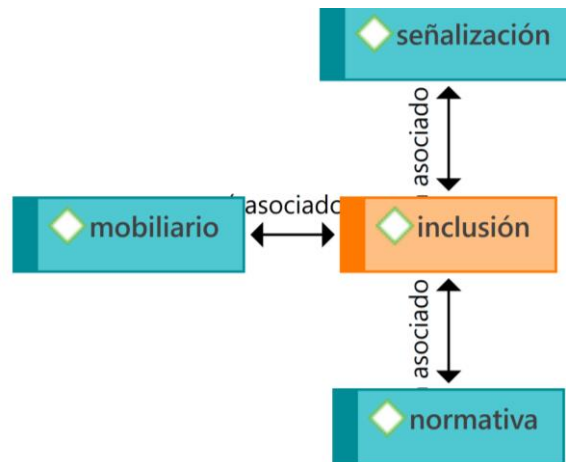 señalización
asociado
asociado
mobiliario
inclusión
asociado
normativa